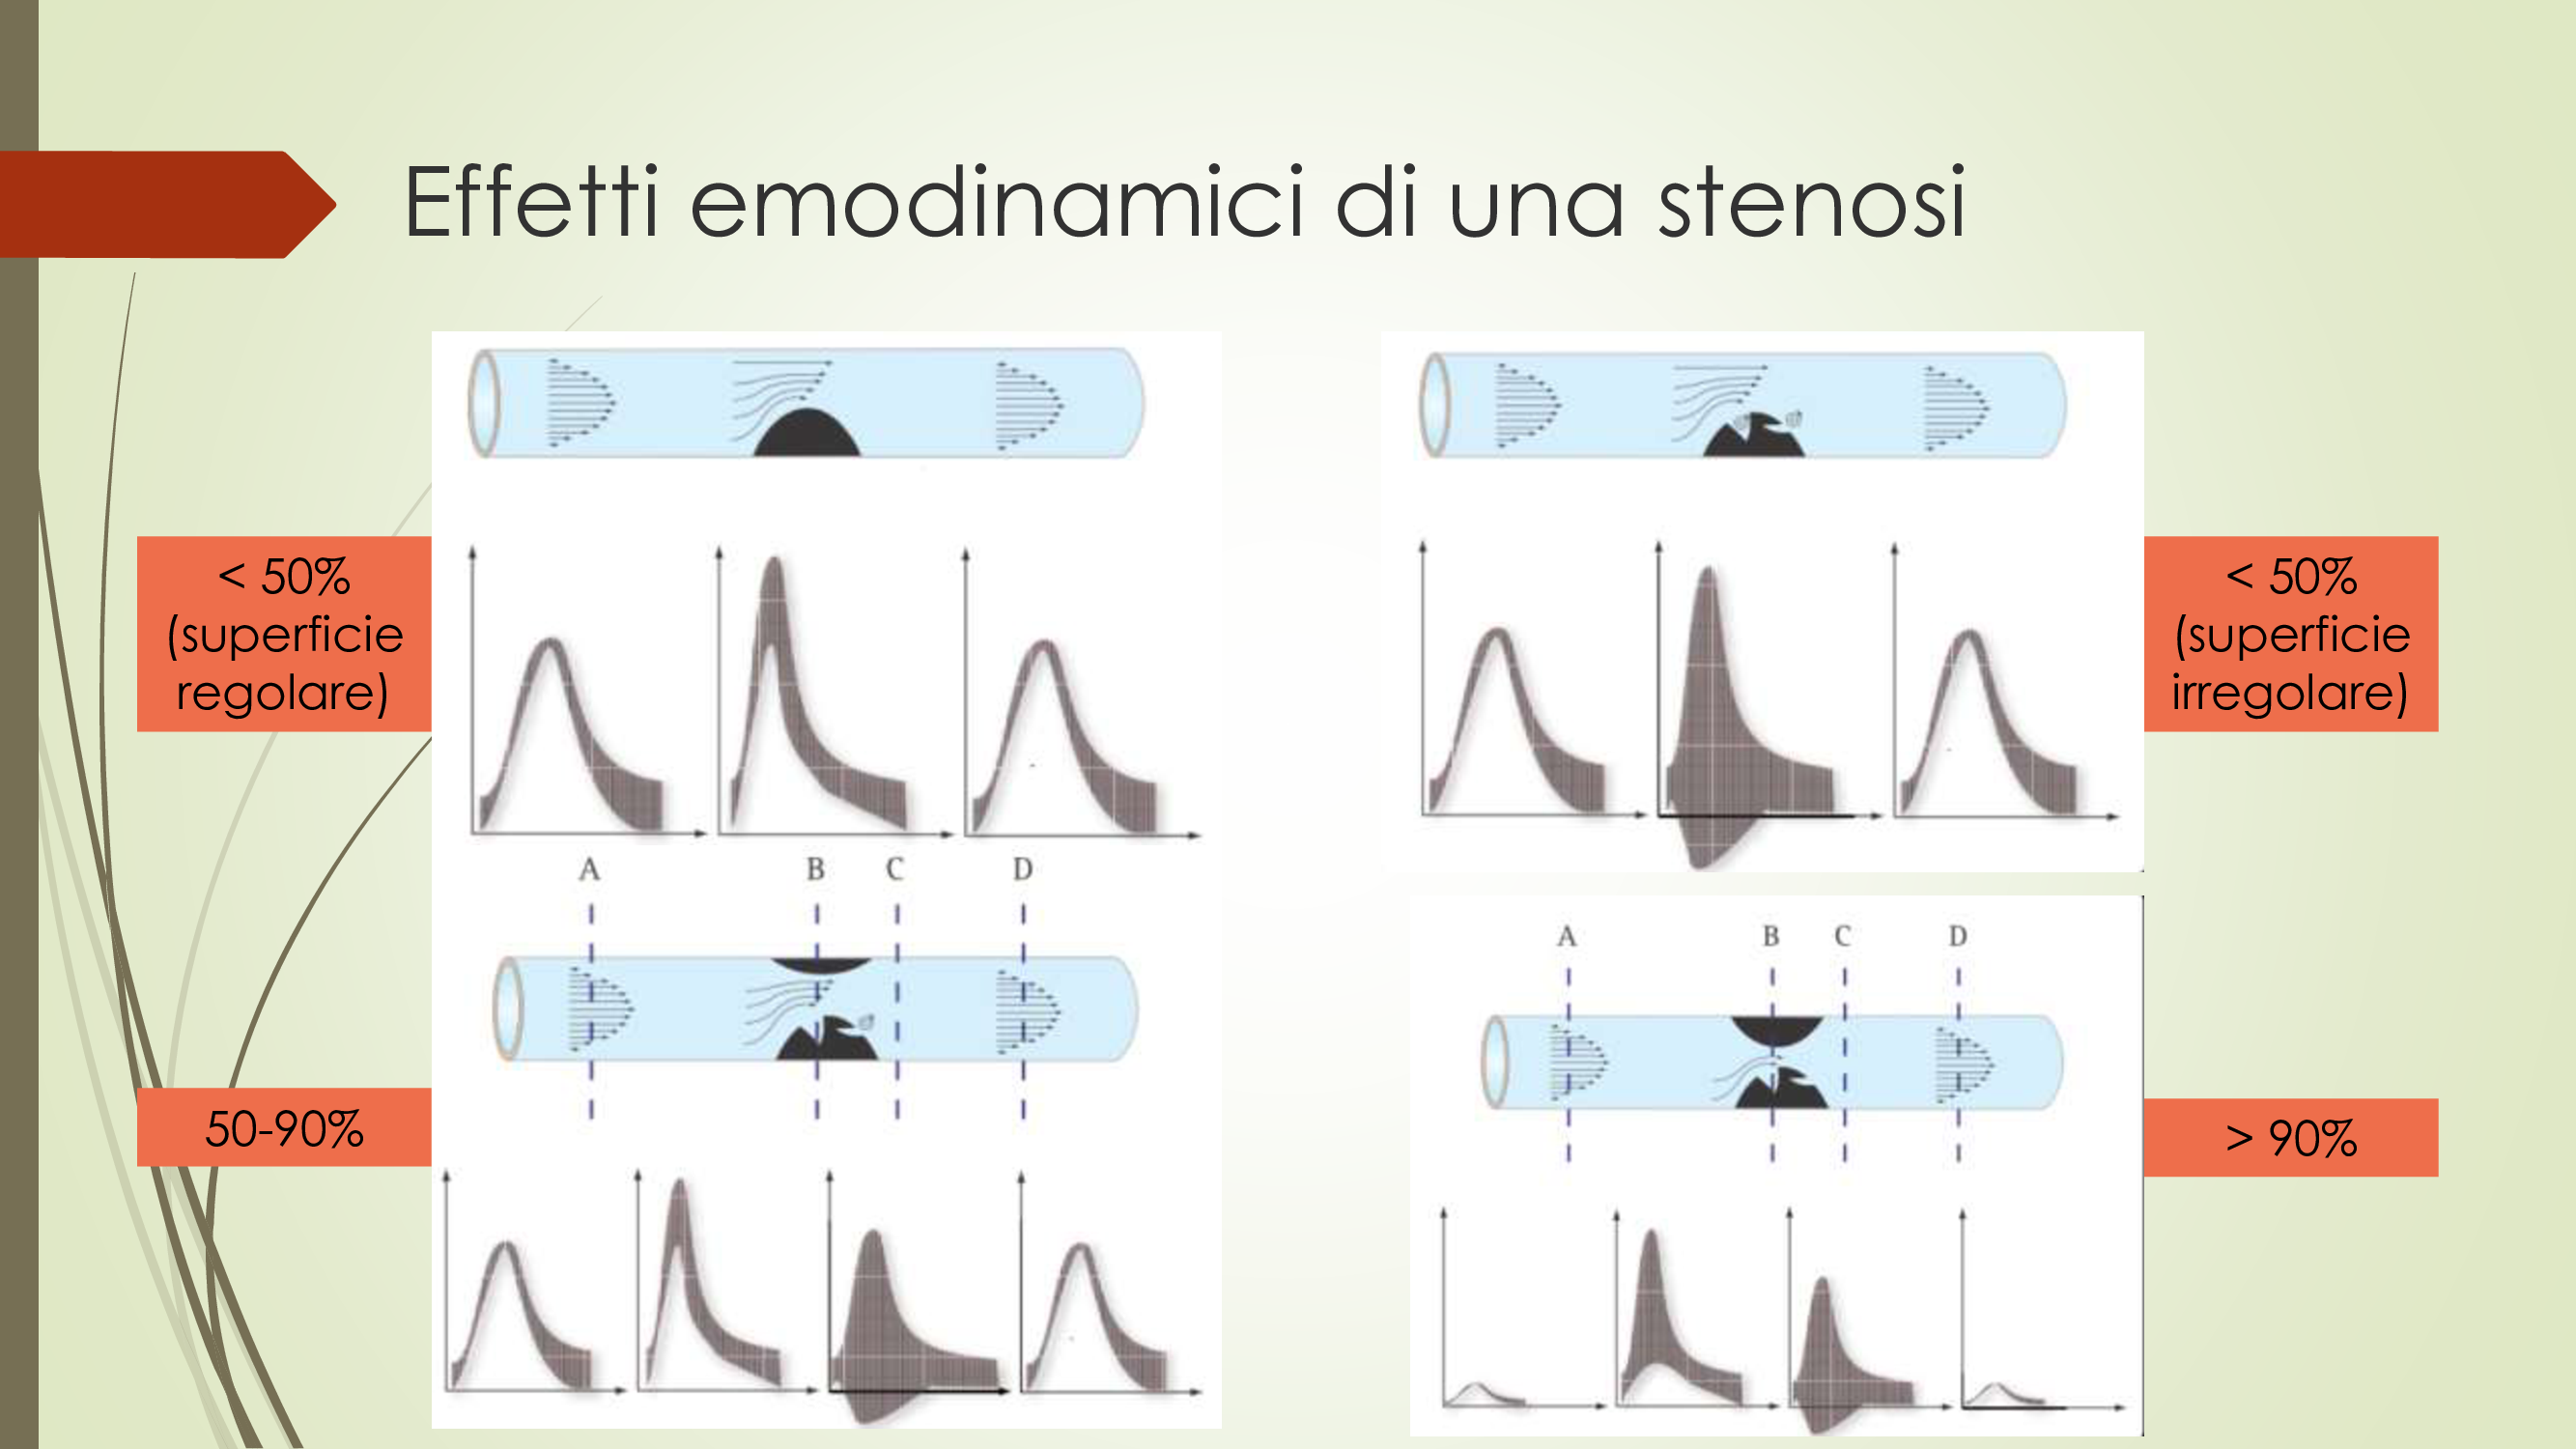 Effetti emodinamici di una stenosi
< 50%
(superficie
regolare)
< 50%
(superficie
irregolare)
A B C D
50-90%
A B C D
> 90%